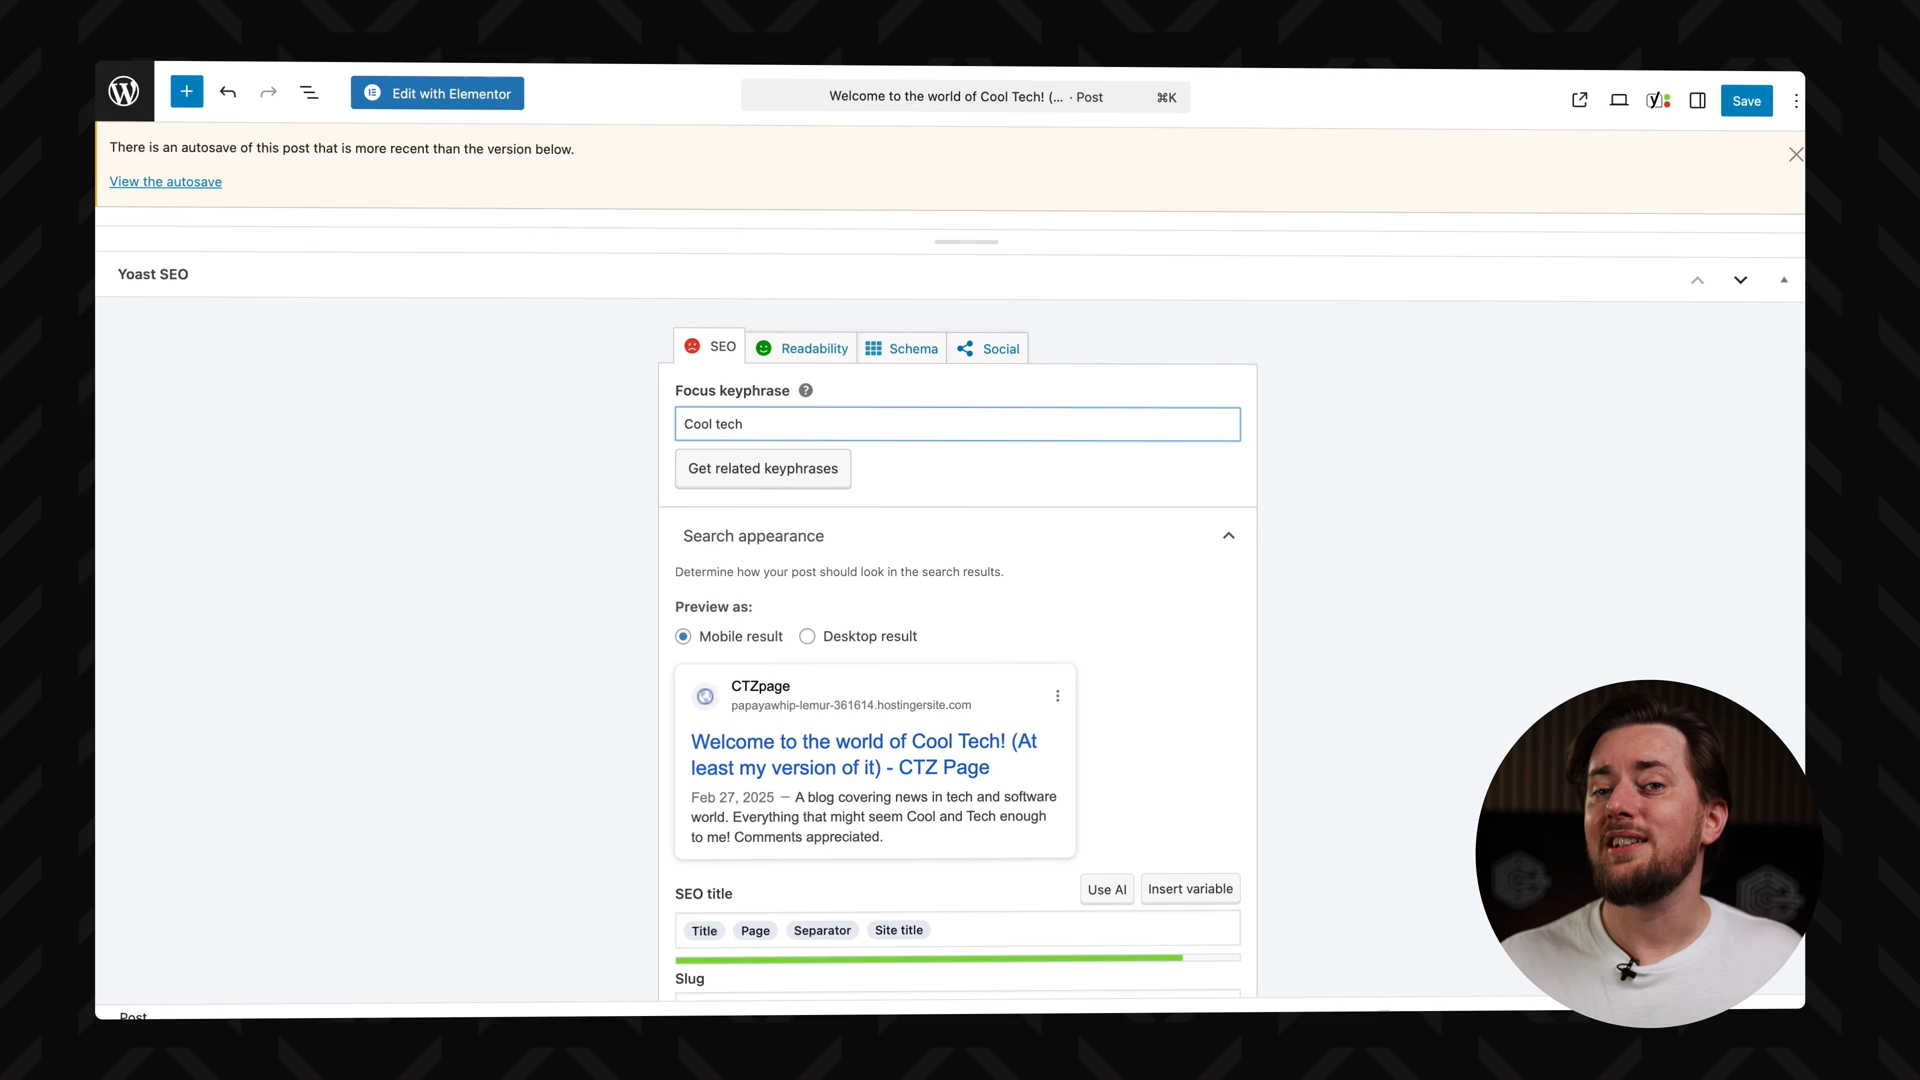 Edit with Elementor
Welcome to the world of Cool Tech! (... · Post ⌘K
Save
There is an autosave of this post that is more recent than the version below.
View the autosave
Yoast SEO
SEO Readability Schema Social
Focus keyphrase ?
Cool tech
Get related keyphrases
Search appearance
Determine how your post should look in the search results.
Preview as:
Mobile result Desktop result
CTZpage
papayawhip-lemur-361614.hostingersite.com
Welcome to the world of Cool Tech! (At
least my version of it) - CTZ Page
Feb 27, 2025 — A blog covering news in tech and software
world. Everything that might seem Cool and Tech enough
to me! Comments appreciated.
SEO title Use AI Insert variable
Title Page Separator Site title
Slug
Post